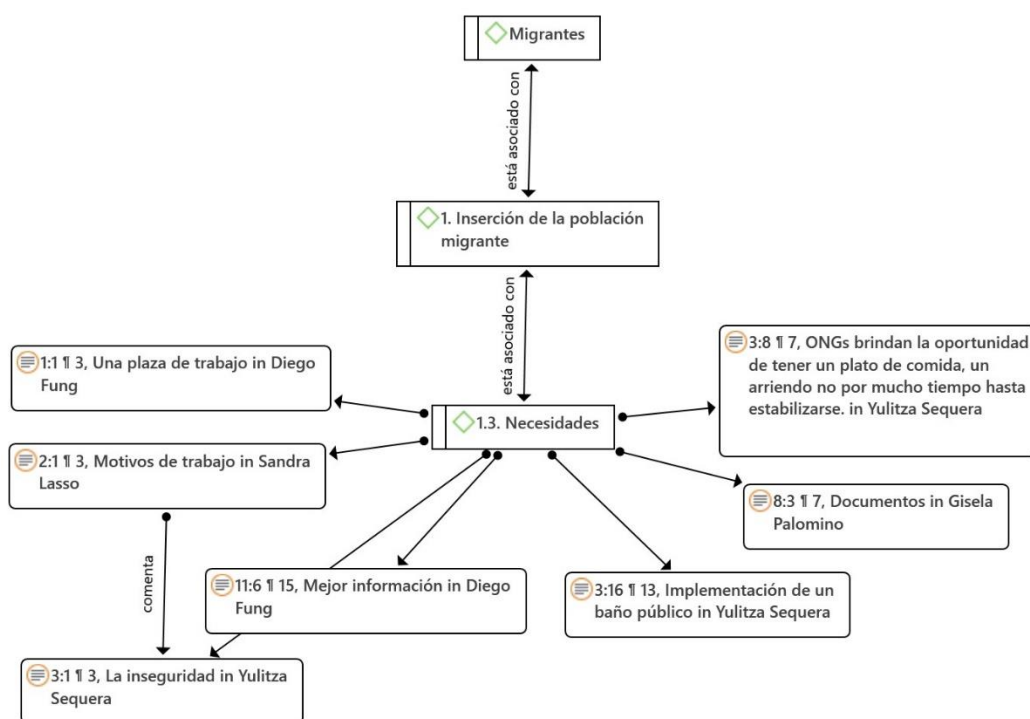 Migrantes
está asociado con
1. Inserción de la población
migrante
está asociado con
1:1 ¶ 3, Una plaza de trabajo in Diego
Fung
3:8 ¶ 7, ONGs brindan la oportunidad
de tener un plato de comida, un
arriendo no por mucho tiempo hasta
estabilizarse. in Yulitza Sequera
1.3. Necesidades
2:1 ¶ 3, Motivos de trabajo in Sandra
Lasso
8:3 ¶ 7, Documentos in Gisela
Palomino
comenta
11:6 ¶ 15, Mejor información in Diego
Fung
3:16 ¶ 13, Implementación de un
baño público in Yulitza Sequera
3:1 ¶ 3, La inseguridad in Yulitza
Sequera